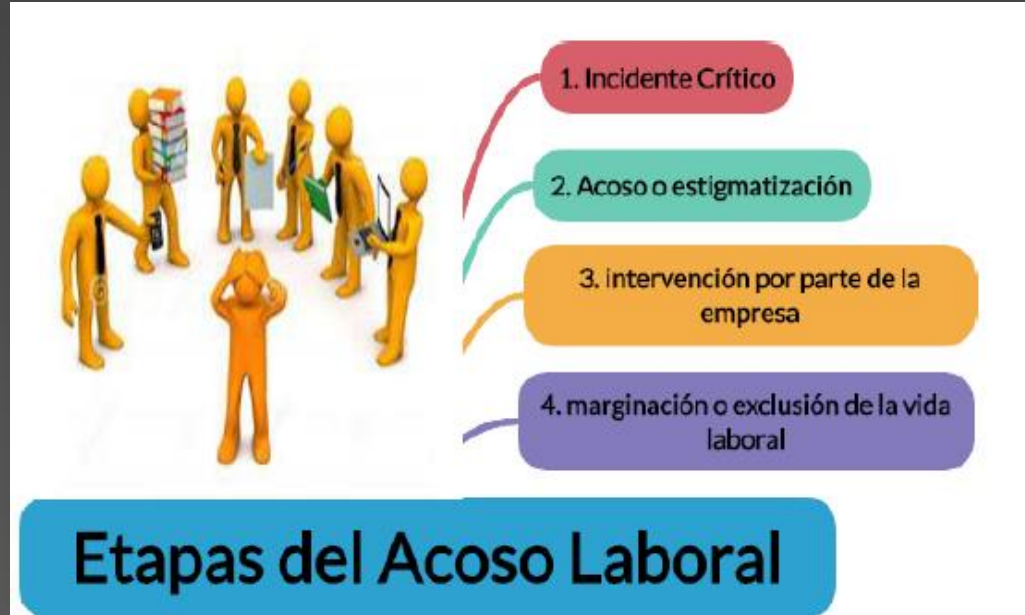 1. Incidente Crítico
2. Acoso o estigmatización
3. intervención por parte de la
empresa
4. marginación o exclusión de la vida
laboral
Etapas del Acoso Laboral